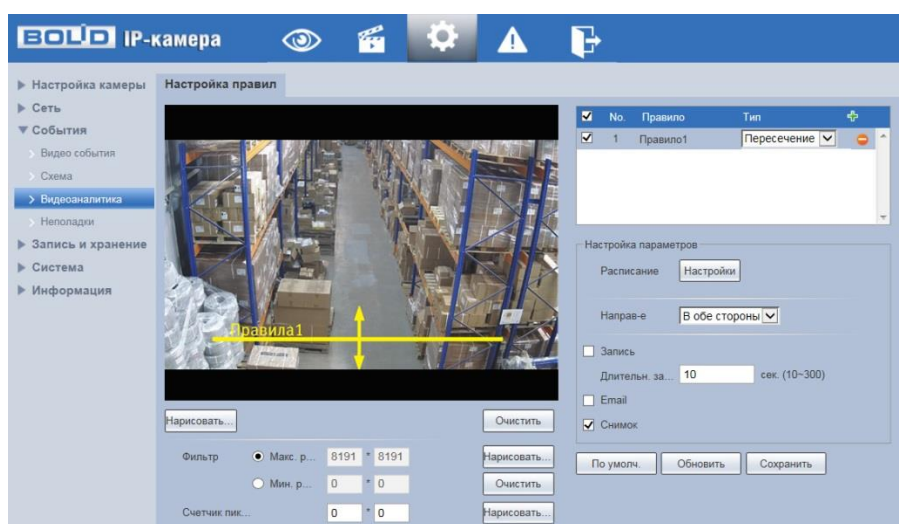 BOLID IP-камера
Настройка камеры
Сеть
События
Видео события
Схема
Видеоаналитика
Неполадки
Запись и хранение
Система
Информация
Настройка правил
Правила1
Нарисовать...
Очистить
Фильтр
Макс. р...
8191 * 8191
Нарисовать...
Мин. р...
0 * 0
Очистить
Счетчик пик...
0 * 0
Нарисовать...
No. Правило Тип
1 Правило1 Пересечение
Настройка параметров
Расписание Настройки
Направ-е В обе стороны
Запись
Длительн. за... 10 сек. (10~300)
Email
Снимок
По умолч. Обновить Сохранить